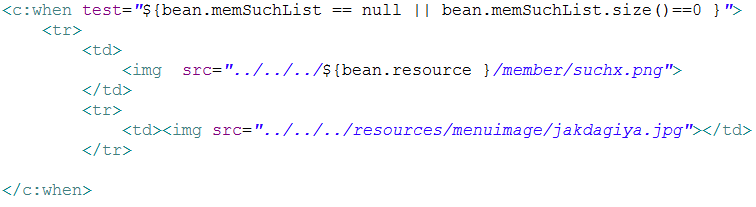 <c:when test="${bean.memSuchList == null || bean.memSuchList.size()==0 }">
<tr>
<td>
<img  src="../../../${bean.resource }/member/suchx.png">
</td>
<tr>
<td><img src="../../../resources/menuimage/jakdagiya.jpg"></td>
</tr>
</c:when>